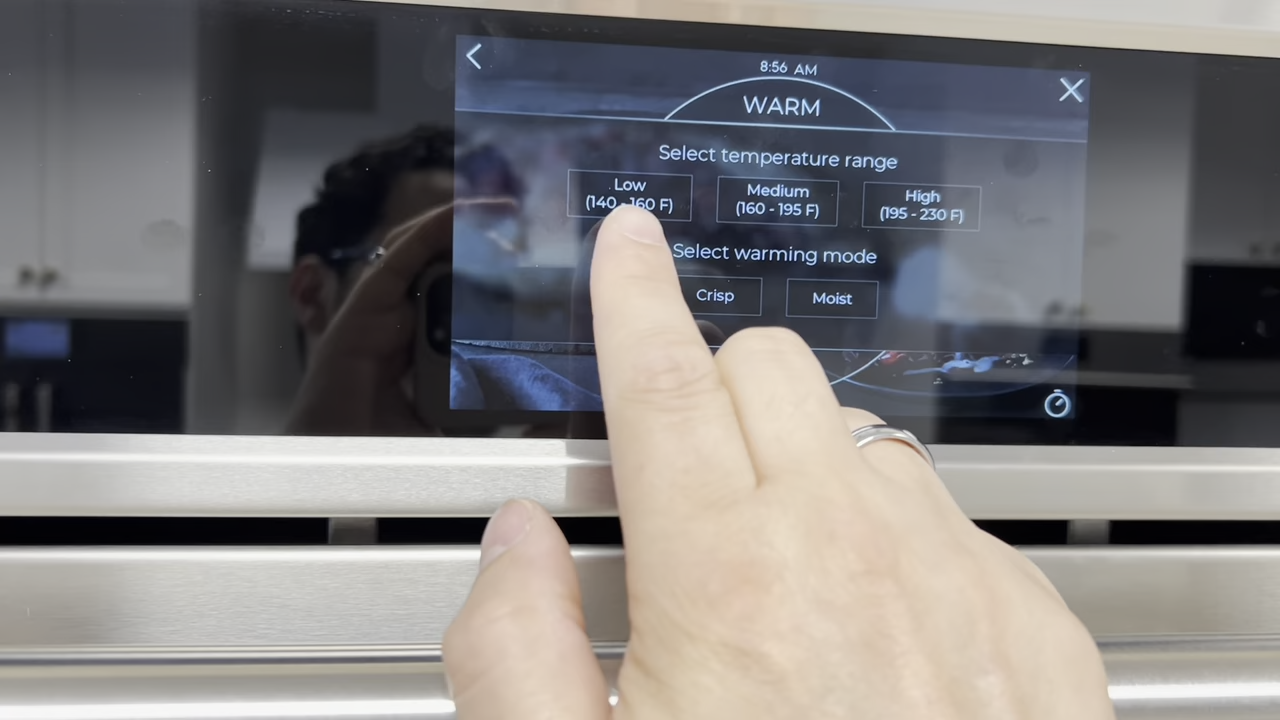 8:56 AM
WARM
Select temperature range
Low
(140 - 160 F)
Medium
(160 - 195 F)
High
(195 - 230 F)
Select warming mode
Crisp
Moist